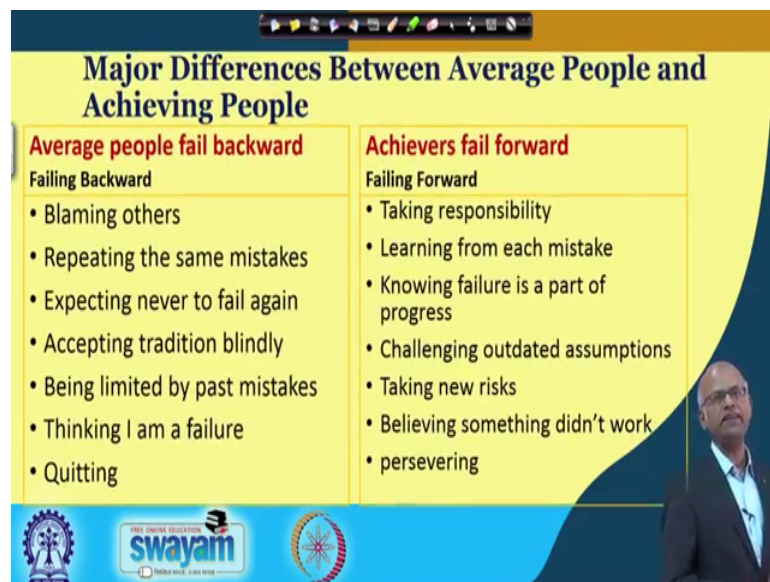 Major Differences Between Average People and
Achieving People
Average people fail backward
Failing Backward
• Blaming others
• Repeating the same mistakes
• Expecting never to fail again
• Accepting tradition blindly
• Being limited by past mistakes
• Thinking I am a failure
• Quitting
Achievers fail forward
Failing Forward
• Taking responsibility
• Learning from each mistake
• Knowing failure is a part of
progress
• Challenging outdated assumptions
• Taking new risks
• Believing something didn't work
• persevering
FREE ONLINE EDUCATION
swayam